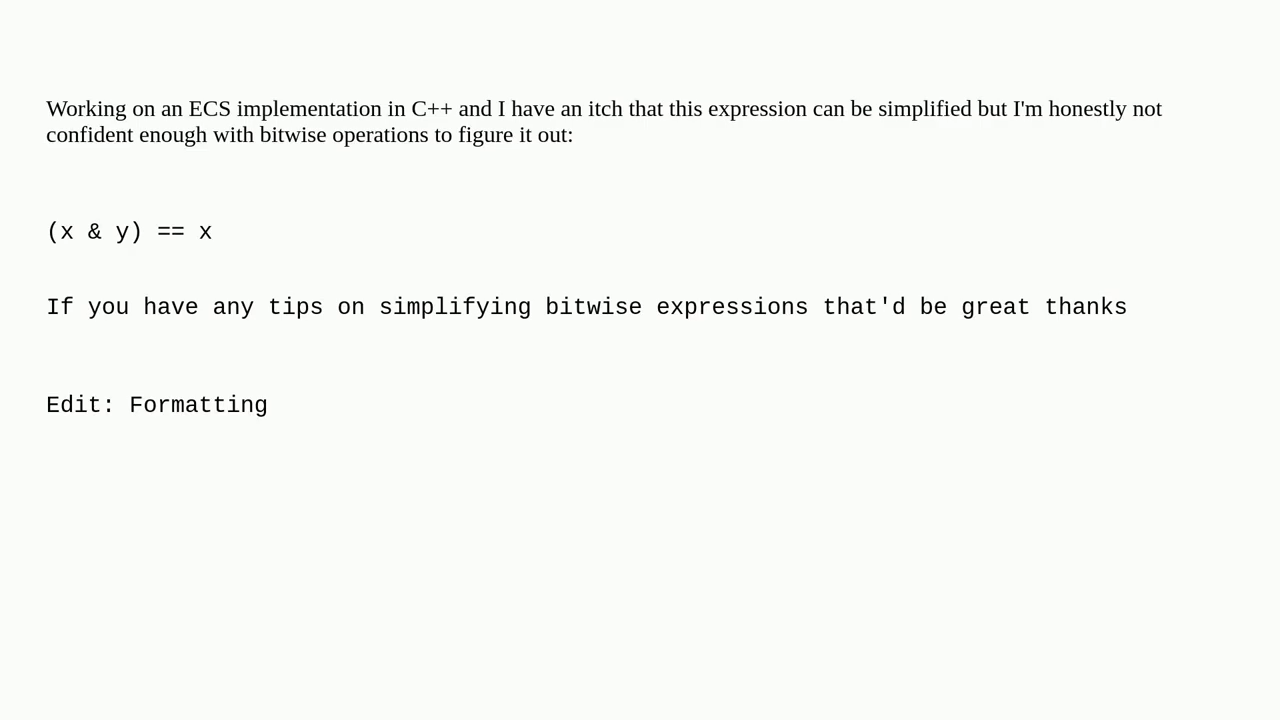 Working on an ECS implementation in C++ and I have an itch that this expression can be simplified but I'm honestly not
confident enough with bitwise operations to figure it out:
(x & y) == x
If you have any tips on simplifying bitwise expressions that'd be great thanks
Edit: Formatting